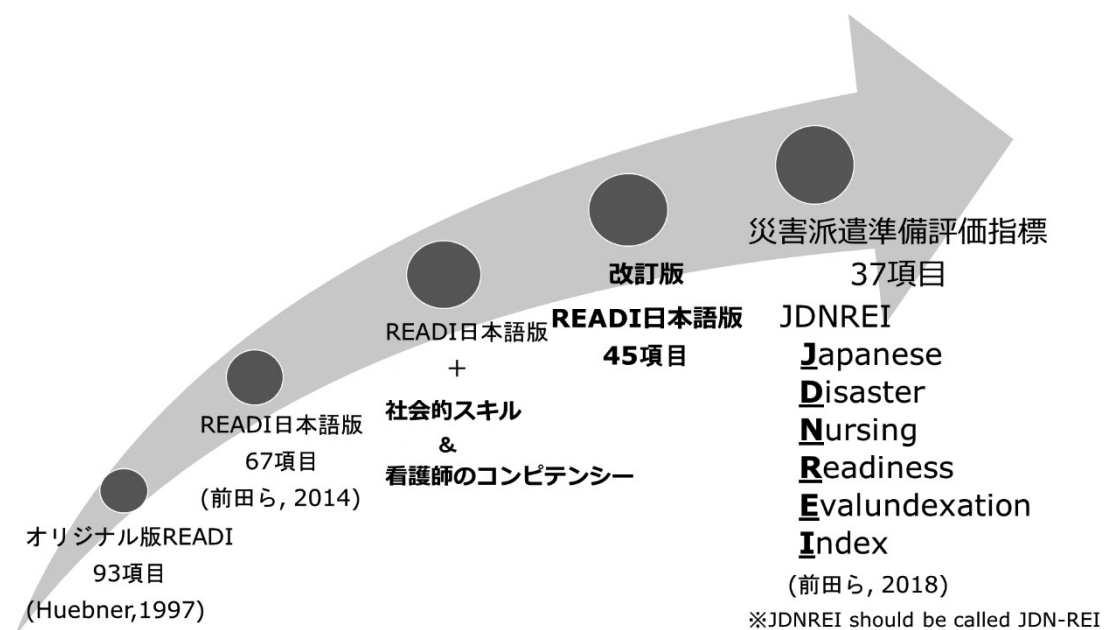 オリジナル版READI
93項目
(Huebner,1997)
READI日本語版
67項目
(前田ら, 2014)
READI日本語版
＋
社会的スキル
&
看護師のコンピテンシー
改訂版
READI日本語版
45項目
災害派遣準備評価指標
37項目
JDNREI
Japanese
Disaster
Nursing
Readiness
Evalundexation
Index
(前田ら, 2018)
※JDNREI should be called JDN-REI